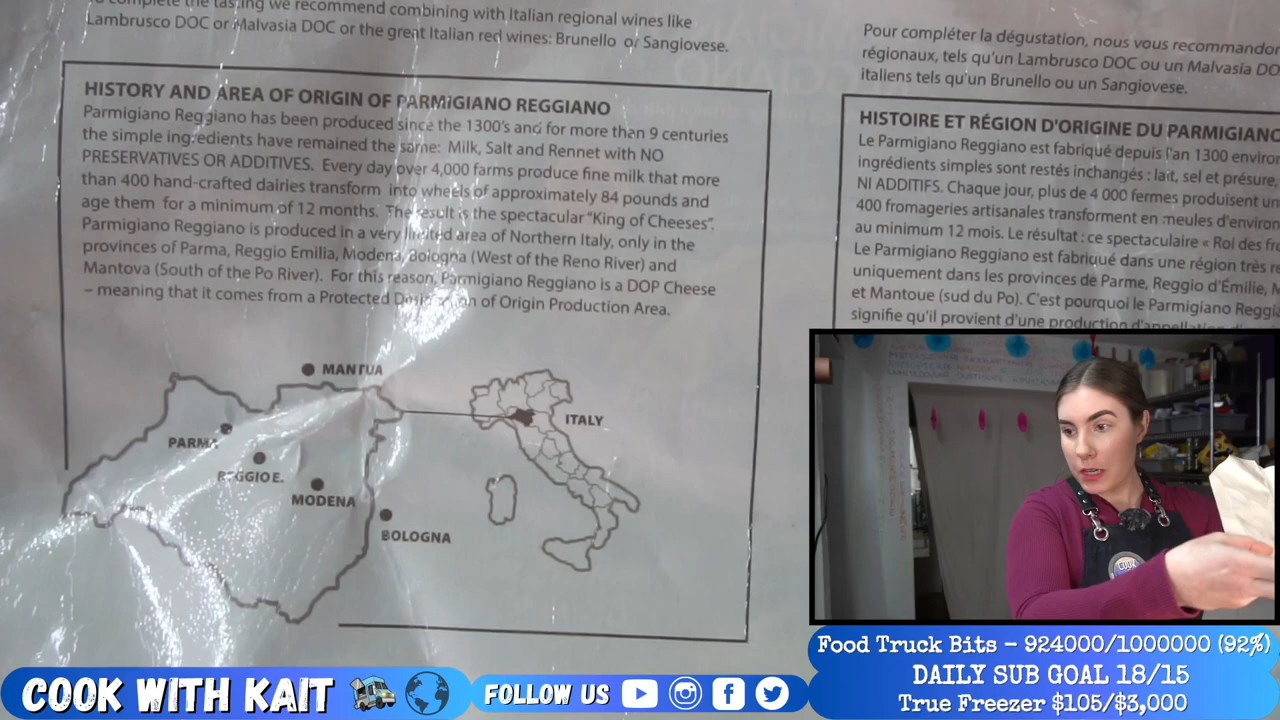 complete the tasting we recommend combining with Italian regional wines like
Lambrusco DOC or Malvasia DOC or the great Italian red wines: Brunello or Sangiovese.
HISTORY AND AREA OF ORIGIN OF PARMIGIANO REGGIANO
Parmigiano Reggiano has been produced since the 1300's and for more than 9 centuries
the simple ingredients have remained the same: Milk, Salt and Rennet with NO
PRESERVATIVES OR ADDITIVES. Every day over 4,000 farms produce fine milk that more
than 400 hand-crafted dairies transform into wheels of approximately 84 pounds and
age them for a minimum of 12 months. The result is the spectacular "King of Cheeses".
Parmigiano Reggiano is produced in a very limited area of Northern Italy, only in the
provinces of Parma, Reggio Emilia, Modena, Bologna (West of the Reno River) and
Mantova (South of the Po River). For this reason, Parmigiano Reggiano is a DOP Cheese
– meaning that it comes from a Protected Designation of Origin Production Area.
MANTUA
ITALY
PARMA
REGGIO E.
MODENA
BOLOGNA
Pour compléter la dégustation, nous vous recommandon
régionaux, tels qu'un Lambrusco DOC ou un Malvasia DO
italiens tels qu'un Brunello ou un Sangiovese.
HISTOIRE ET RÉGION D'ORIGINE DU PARMIGIANO
Le Parmigiano Reggiano est fabriqué depuis l'an 1300 environ
ingrédients simples sont restés inchangés : lait, sel et présure,
NI ADDITIFS. Chaque jour, plus de 4 000 fermes produisent un
400 fromageries artisanales transforment en meules d'environ
au minimum 12 mois. Le résultat : ce spectaculaire « Roi des fro
Le Parmigiano Reggiano est fabriqué dans une région très re
uniquement dans les provinces de Parme, Reggio d'Émilie, M
et Mantoue (sud du Po). C'est pourquoi le Parmigiano Reggia
signifie qu'il provient d'une production d'appellation
Food Truck Bits - 924000/1000000 (92%)
DAILY SUB GOAL 18/15
True Freezer $105/$3,000
COOK WITH KAIT
FOLLOW US